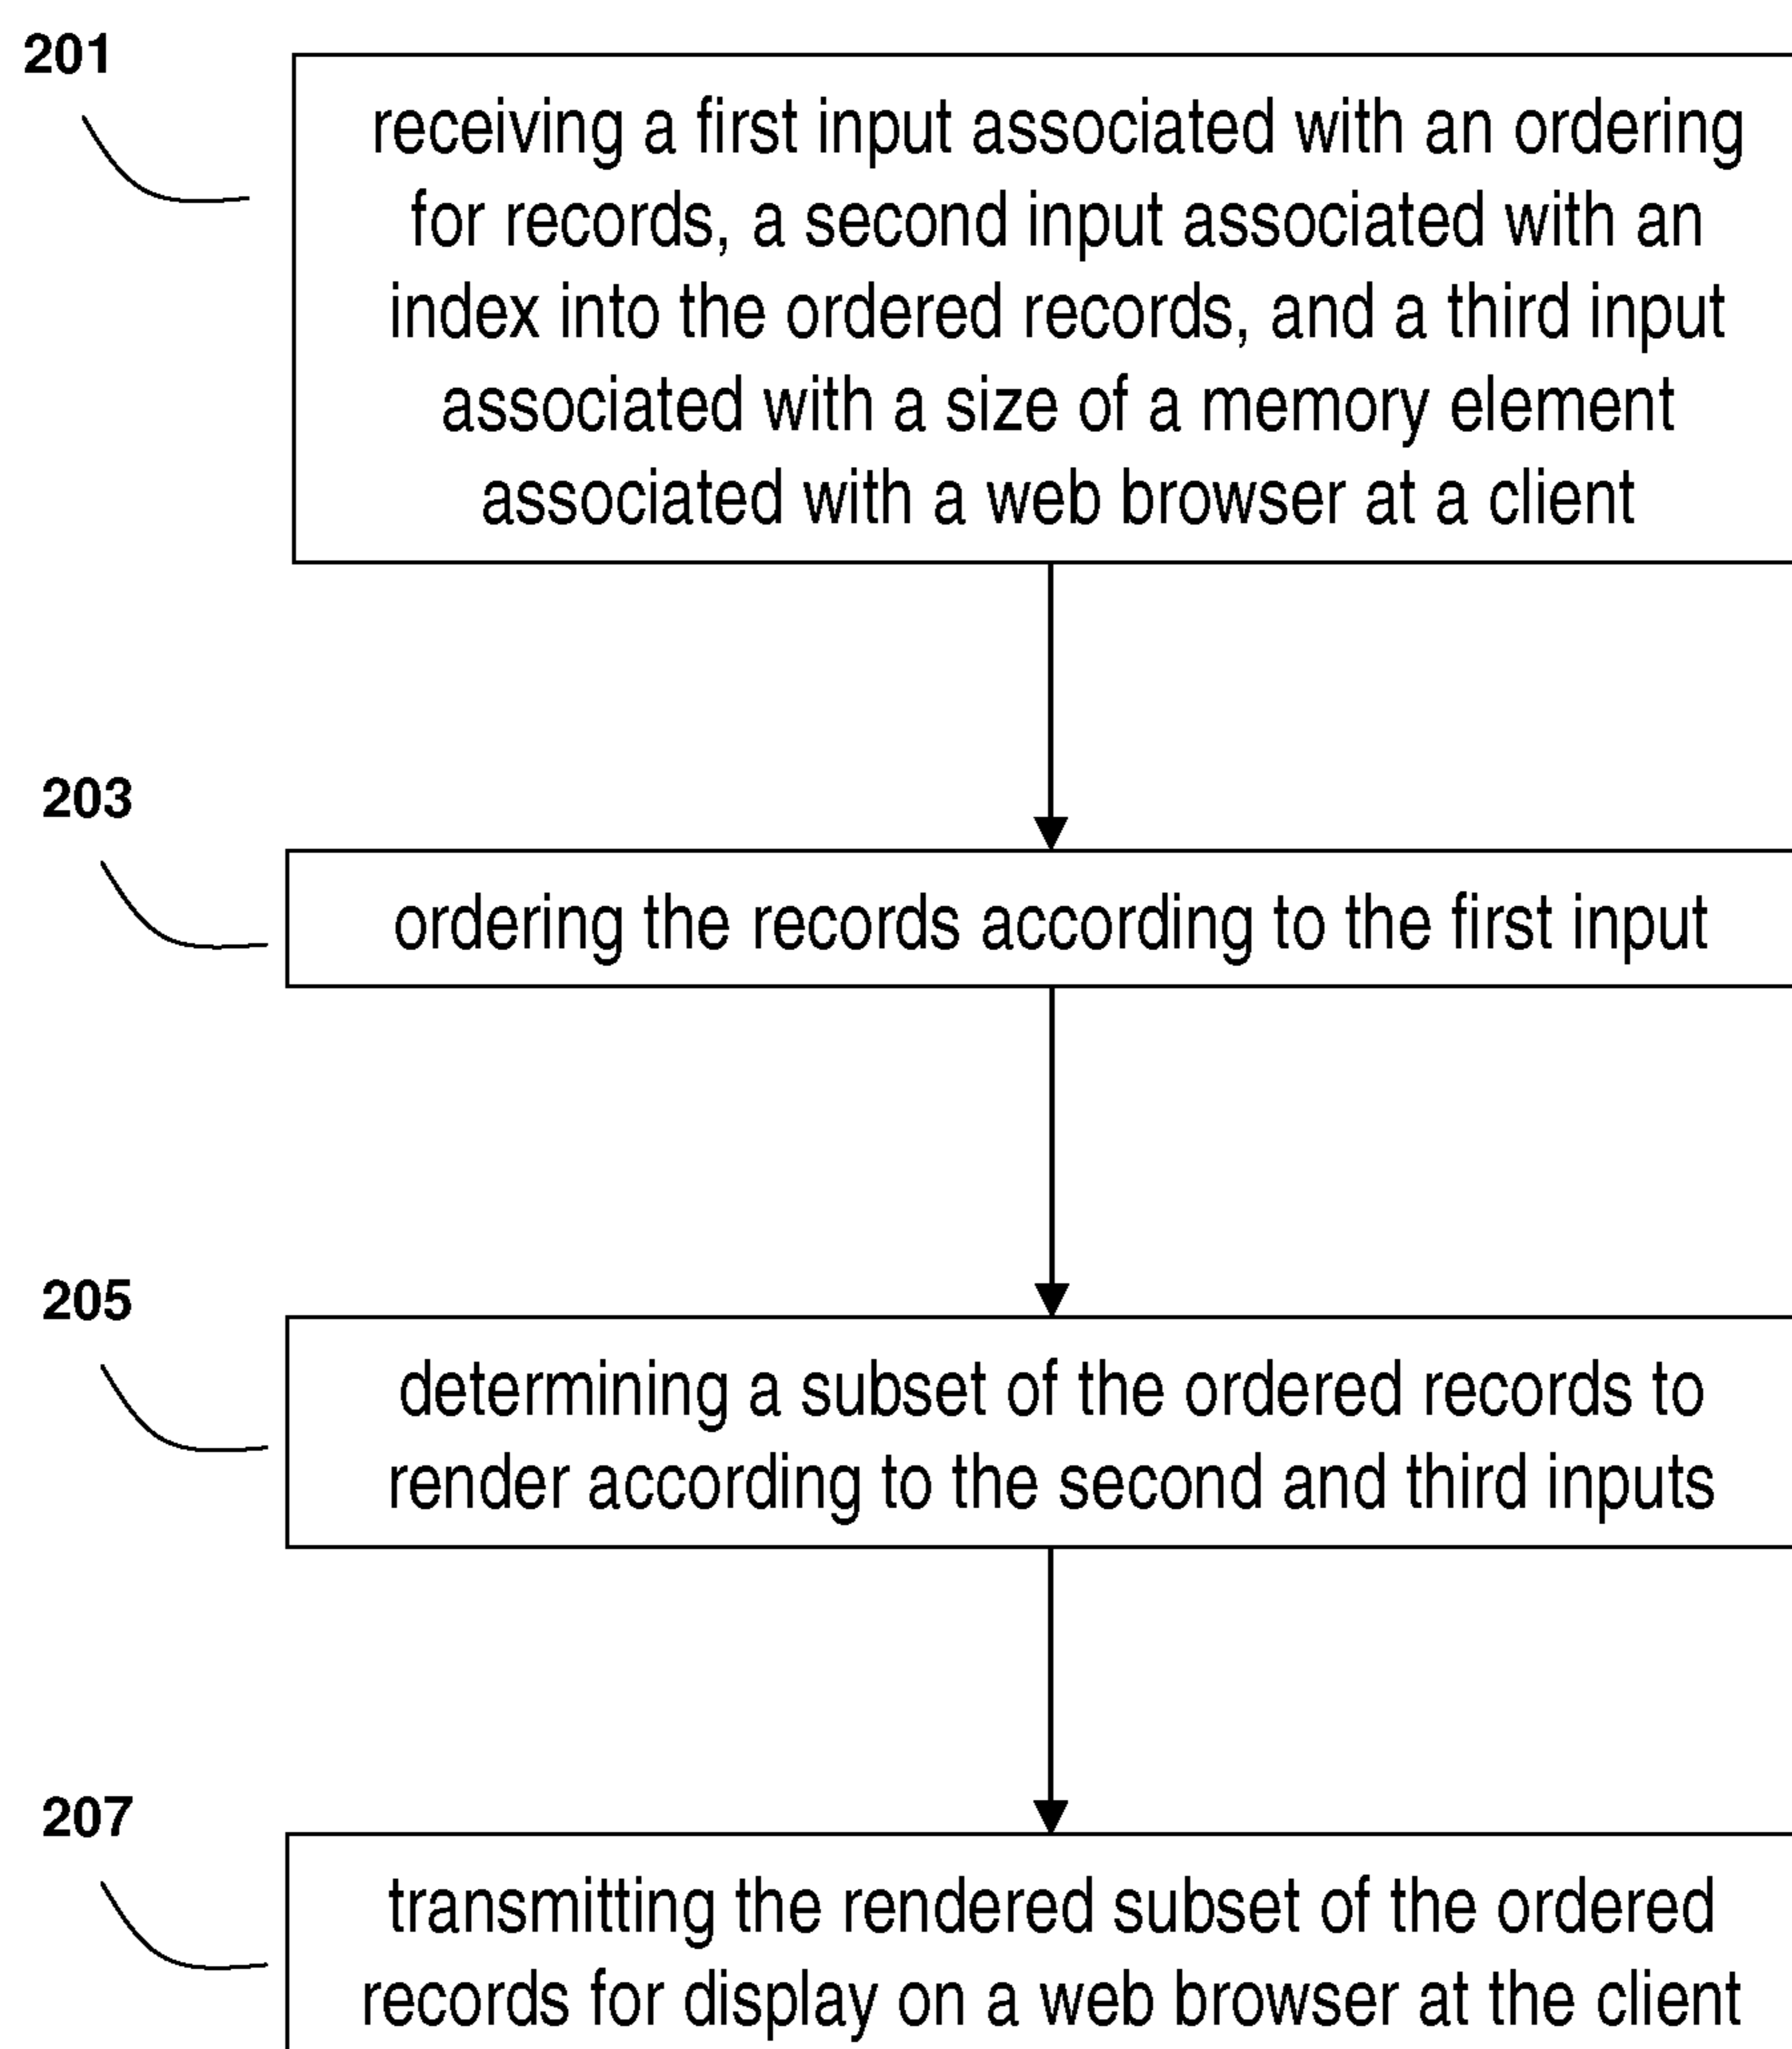 201
receiving a first input associated with an ordering
for records, a second input associated with an
index into the ordered records, and a third input
associated with a size of a memory element
associated with a web browser at a client
203
ordering the records according to the first input
205
determining a subset of the ordered records to
render according to the second and third inputs
207
transmitting the rendered subset of the ordered
records for display on a web browser at the client